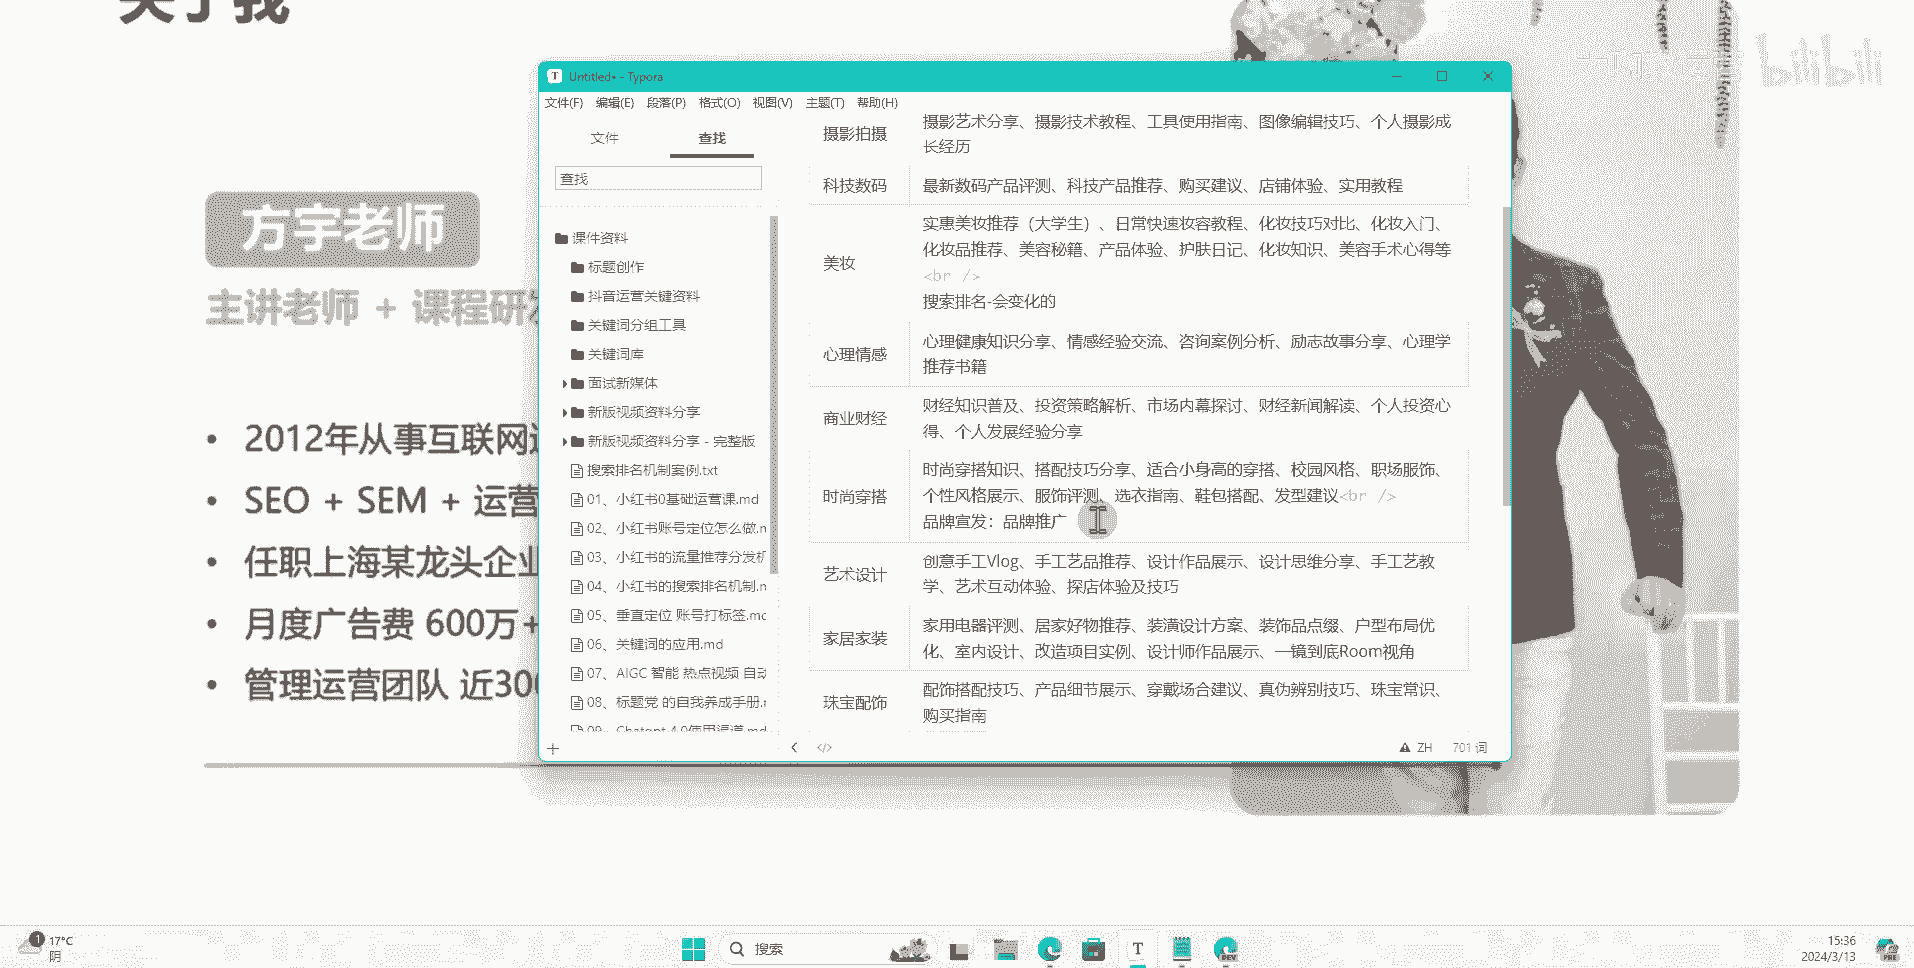 关于我
bilibili
方宇老师
主讲老师 + 课程研发
2012年从事互联网运
SEO + SEM + 运营
任职上海某龙头企业
月度广告费 600万+
管理运营团队 近300
Untitled• - Typora
文件(F) 编辑(E) 段落(P) 格式(O) 视图(V) 主题(T) 帮助(H)
文件 查找
查找
课件资料
标题创作
抖音运营关键资料
关键词分组工具
关键词库
面试新媒体
新版视频资料分享
新版视频资料分享 - 完整版
搜索排名机制案例.txt
01、小红书0基础运营课.md
02、小红书账号定位怎么做.m
03、小红书的流量推荐分发机
04、小红书的搜索排名机制.m
05、垂直定位 账号打标签.md
06、关键词的应用.md
07、AIGC 智能 热点视频 自动
08、标题党 的自我养成手册.m
09、Chatgpt 4.0使用渠道.md
摄影拍摄
摄影艺术分享、摄影技术教程、工具使用指南、图像编辑技巧、个人摄影成
长经历
科技数码
最新数码产品评测、科技产品推荐、购买建议、店铺体验、实用教程
美妆
实惠美妆推荐（大学生）、日常快速妆容教程、化妆技巧对比、化妆入门、
化妆品推荐、美容秘籍、产品体验、护肤日记、化妆知识、美容手术心得等
<br />
搜索排名-会变化的
心理情感
心理健康知识分享、情感经验交流、咨询案例分析、励志故事分享、心理学
推荐书籍
商业财经
财经知识普及、投资策略解析、市场内幕探讨、财经新闻解读、个人投资心
得、个人发展经验分享
时尚穿搭
时尚穿搭知识、搭配技巧分享、适合小身高的穿搭、校园风格、职场服饰、
个性风格展示、服饰评测、选衣指南、鞋包搭配、发型建议<br />
品牌宣发：品牌推广
艺术设计
创意手工Vlog、手工艺品推荐、设计作品展示、设计思维分享、手工艺教
学、艺术互动体验、探店体验及技巧
家居家装
家用电器评测、居家好物推荐、装潢设计方案、装饰品点缀、户型布局优
化、室内设计、改造项目实例、设计师作品展示、一镜到底Room视角
珠宝配饰
配饰搭配技巧、产品细节展示、穿戴场合建议、真伪辨别技巧、珠宝常识、
购买指南
ZH 701 词
1
17°C
阴
搜索
T
DEV
15:36
2024/3/13
PRE